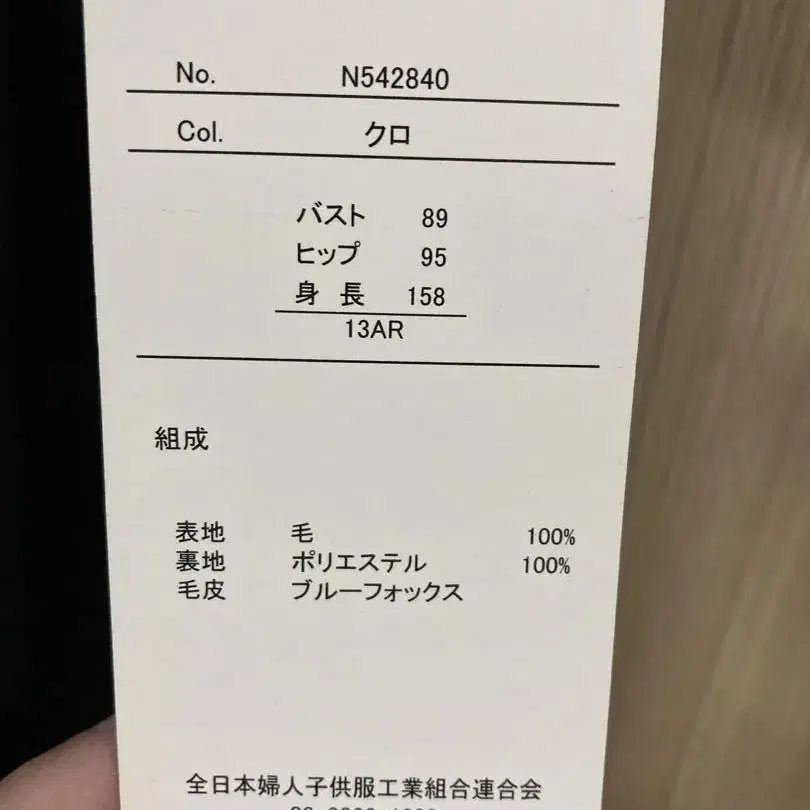 No. N542840
Col. クロ
バスト 89
ヒップ 95
身 長 158
13AR
組成
表地 毛 100%
裏地 ポリエステル 100%
毛皮 ブルーフォックス
全日本婦人子供服工業組合連合会